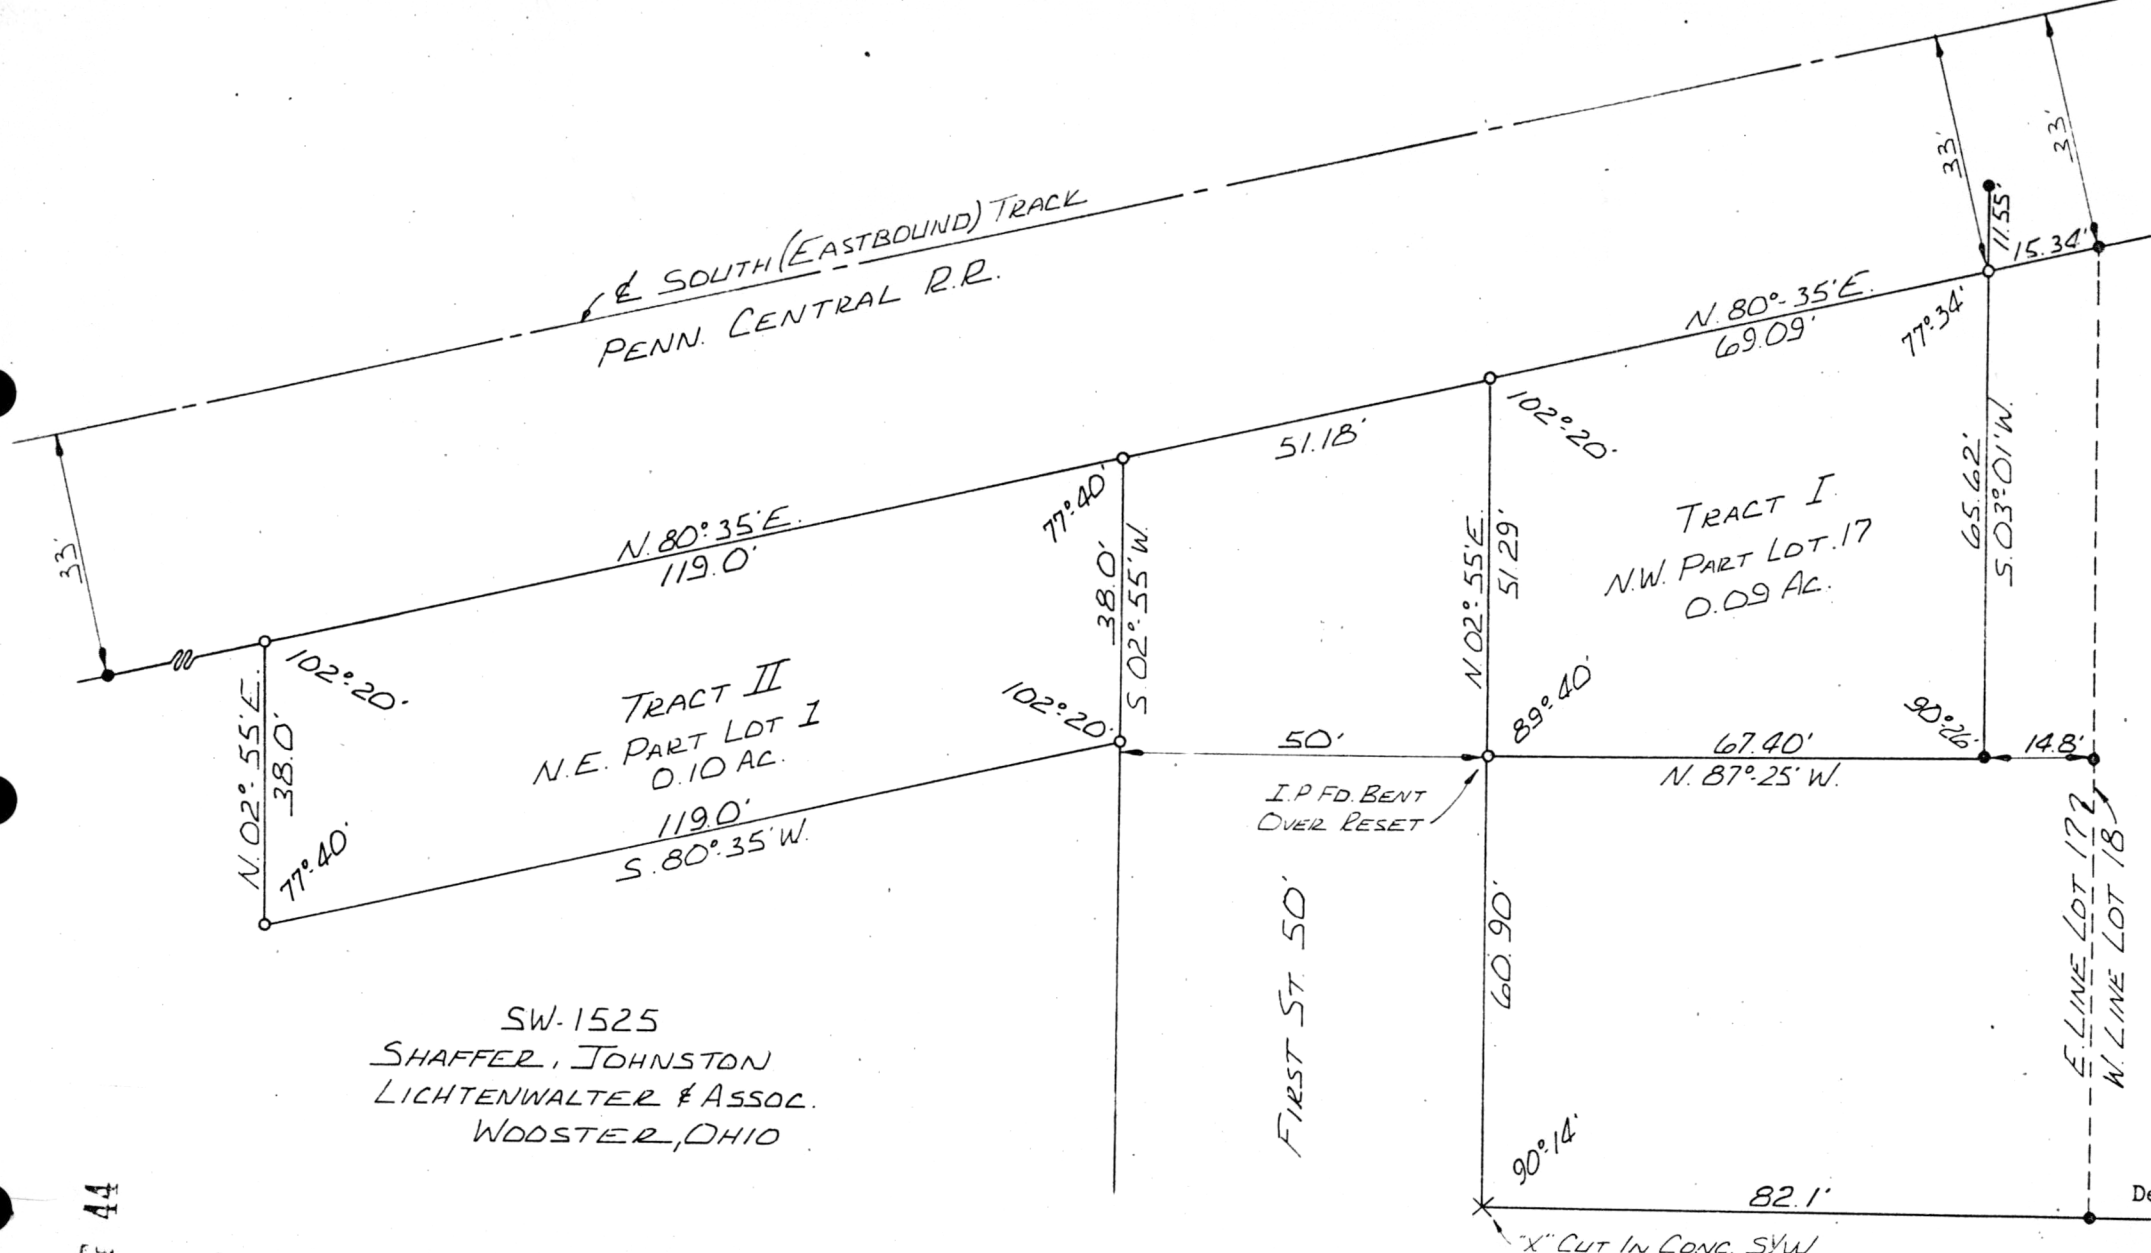 33'
33'
11.55'
15.34'
℄ SOUTH (EASTBOUND) TRACK
PENN. CENTRAL R.R.
N. 80°-35' E.
69.09'
77°-34'
51.18'
102°-20'
77°-40'
33'
N. 80°-35' E.
119.0'
38.0'
S. 02°-55' W.
N. 02°-55' E.
51.29'
TRACT I
N.W. PART LOT. 17
0.09 AC.
65.62'
S. 03°-01' W.
102°-20'
N. 02°-55' E.
38.0'
TRACT II
N.E. PART LOT I
0.10 AC.
102°-20'
119.0'
S. 80°-35' W.
77°-40'
50'
89°-40'
90°-26'
67.40'
N. 87°-25' W.
14.8'
I.P. FD. BENT
OVER RESET
FIRST ST. 50'
60.90'
E. LINE LOT 17
W. LINE LOT 18
SW-1525
SHAFFER, JOHNSTON
LICHTENWALTER & ASSOC.
WOOSTER, OHIO
90°-14'
82.1'
"X" CUT IN CONC. S/W
44